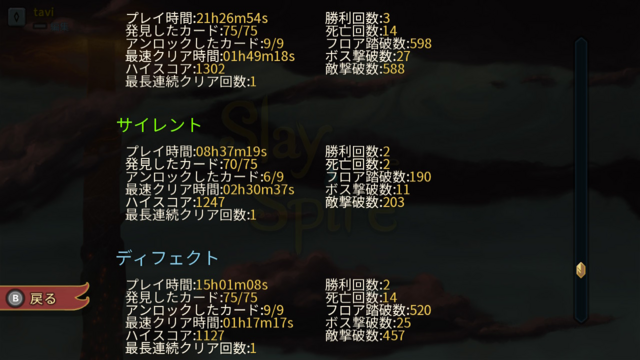 tavi
プレイ時間:21h26m54s 勝利回数:3
発見したカード:75/75 死亡回数:14
アンロックしたカード:9/9 フロア踏破数:598
最速クリア時間:01h49m18s ボス撃破数:27
ハイスコア:1302 敵撃破数:588
最長連続クリア回数:1
サイレント
プレイ時間:08h37m19s 勝利回数:2
発見したカード:70/75 死亡回数:2
アンロックしたカード:6/9 フロア踏破数:190
最速クリア時間:02h30m37s ボス撃破数:11
ハイスコア:1247 敵撃破数:203
最長連続クリア回数:1
Slay the Spire
ディフェクト
プレイ時間:15h01m08s 勝利回数:2
発見したカード:75/75 死亡回数:14
アンロックしたカード:9/9 フロア踏破数:520
最速クリア時間:01h17m17s ボス撃破数:25
ハイスコア:1127 敵撃破数:457
最長連続クリア回数:1
B 戻る